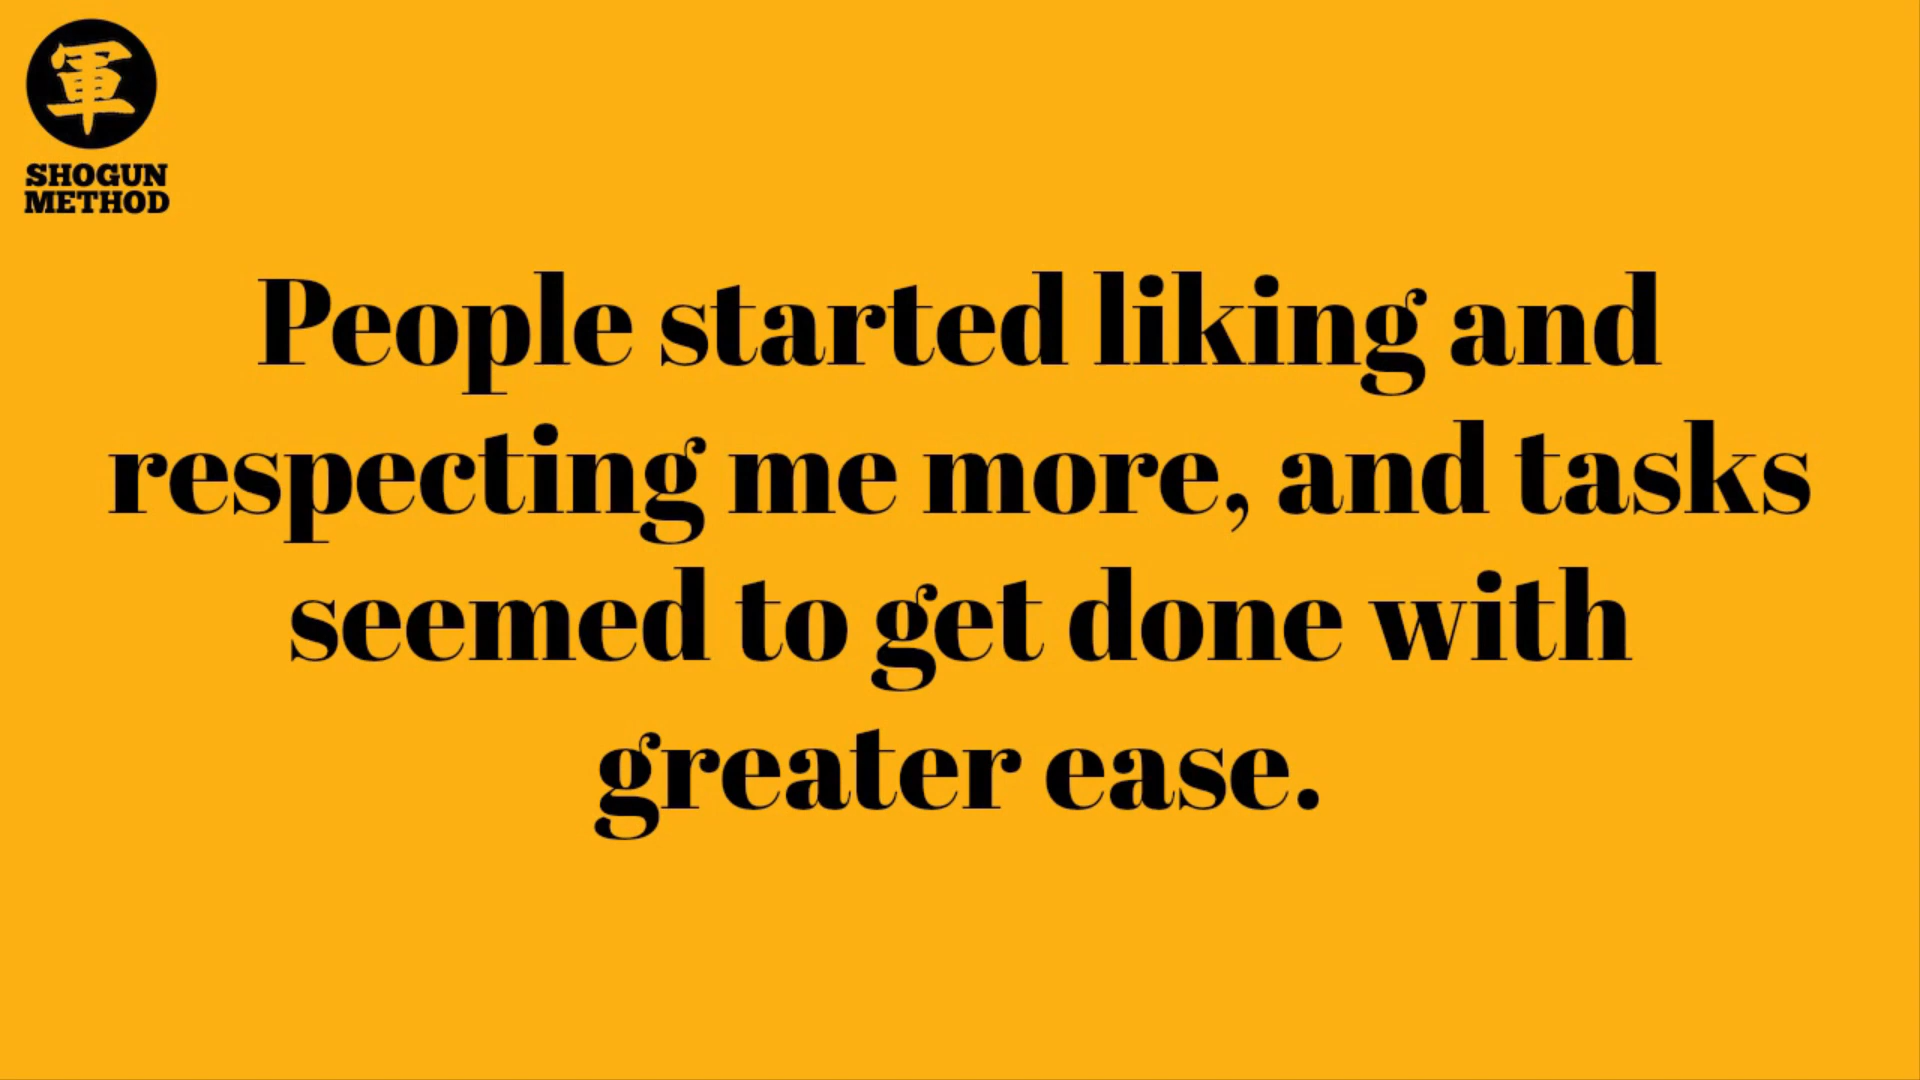 軍
SHOGUN
METHOD
People started liking and
respecting me more, and tasks
seemed to get done with
greater ease.